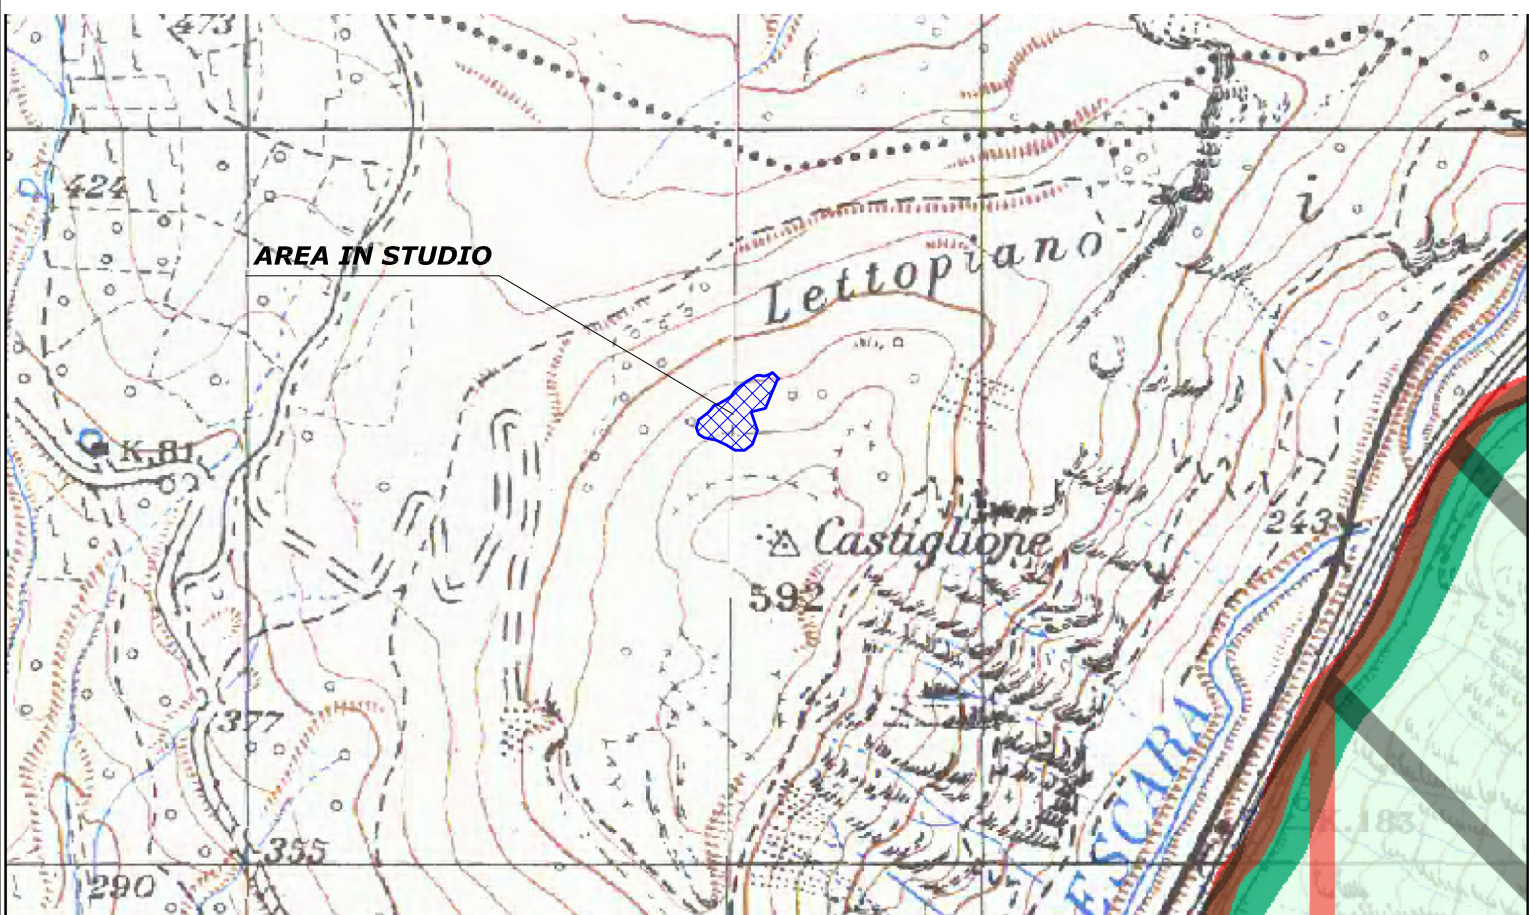 473
424
AREA IN STUDIO
i
Lettopiano
K.81
243
Castiglione
592
377
ESCARA
K.183
355
290